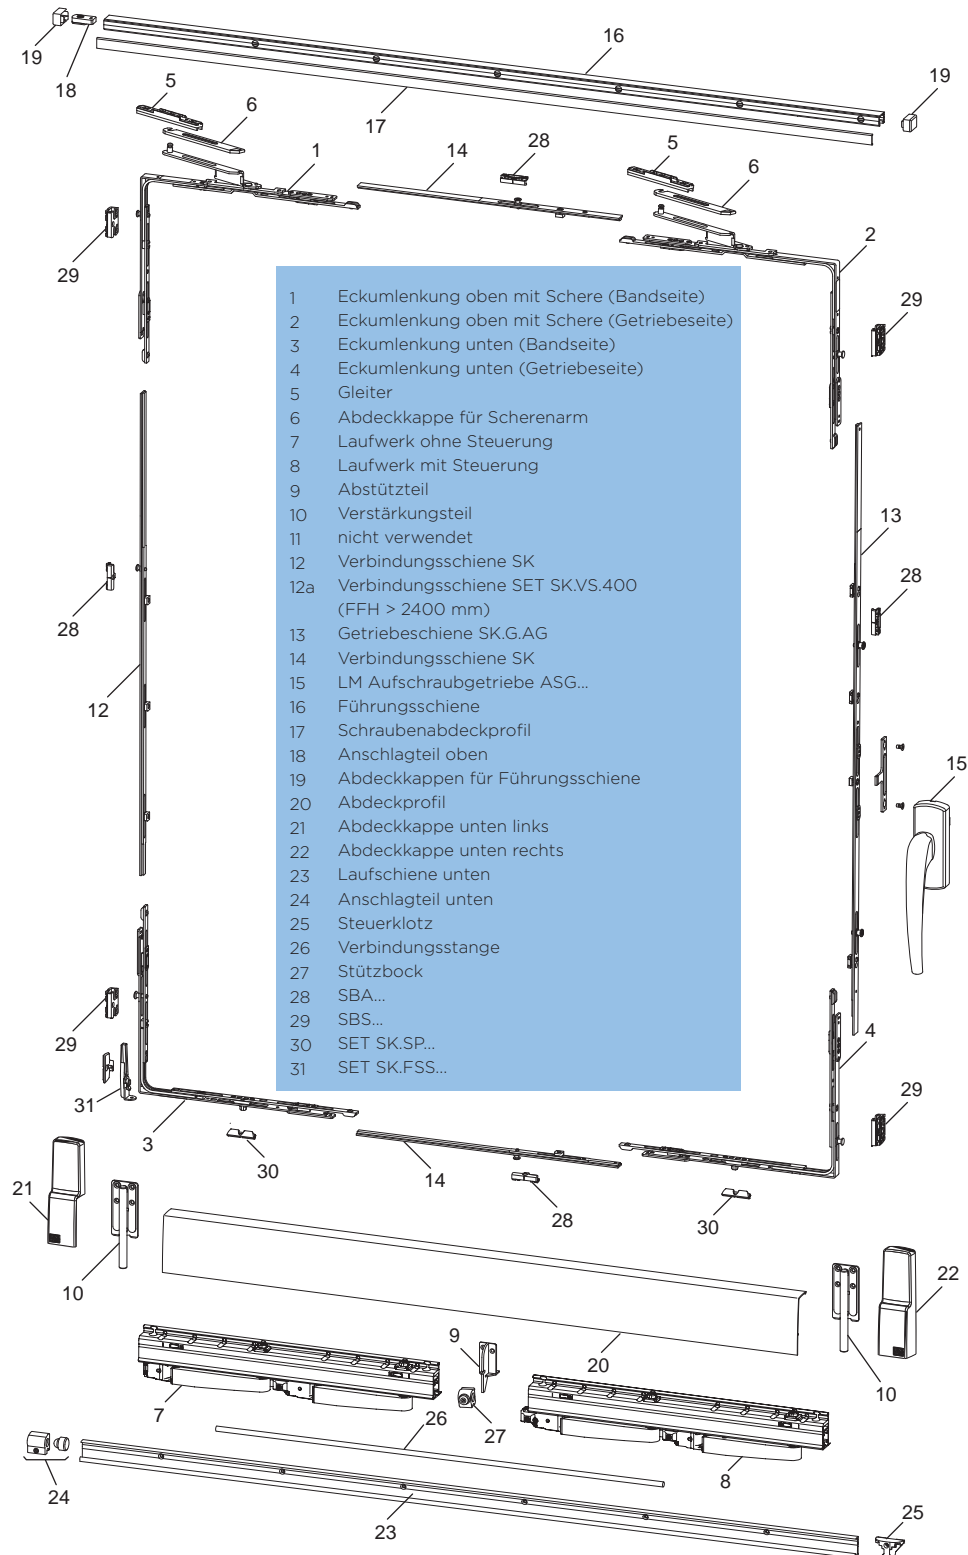 19
18
16
19
17
5
6
1
14
28
5
6
2
29
29
1 Eckumlenkung oben mit Schere (Bandseite)
2 Eckumlenkung oben mit Schere (Getriebeseite)
3 Eckumlenkung unten (Bandseite)
4 Eckumlenkung unten (Getriebeseite)
5 Gleiter
6 Abdeckkappe für Scherenarm
7 Laufwerk ohne Steuerung
8 Laufwerk mit Steuerung
9 Abstützteil
10 Verstärkungsteil
11 nicht verwendet
12 Verbindungsschiene SK
12a Verbindungsschiene SET SK.VS.400
(FFH > 2400 mm)
13 Getriebeschiene SK.G.AG
14 Verbindungsschiene SK
15 LM Aufschraubgetriebe ASG...
16 Führungsschiene
17 Schraubenabdeckprofil
18 Anschlagteil oben
19 Abdeckkappen für Führungsschiene
20 Abdeckprofil
21 Abdeckkappe unten links
22 Abdeckkappe unten rechts
23 Laufschiene unten
24 Anschlagteil unten
25 Steuerklotz
26 Verbindungsstange
27 Stützbock
28 SBA...
29 SBS...
30 SET SK.SP...
31 SET SK.FSS...
13
28
28
12
15
29
4
31
3
29
30
14
28
30
21
10
22
10
20
9
7
26
27
8
24
23
25